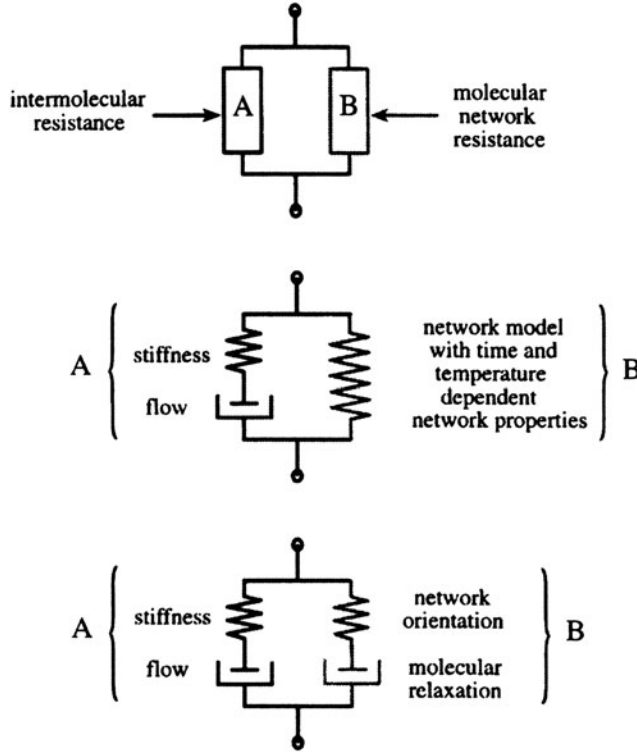 intermolecular
resistance
A
B
molecular
network
resistance
A
stiffness
flow
network model
with time and
temperature
dependent
network properties
B
A
stiffness
flow
network
orientation
molecular
relaxation
B